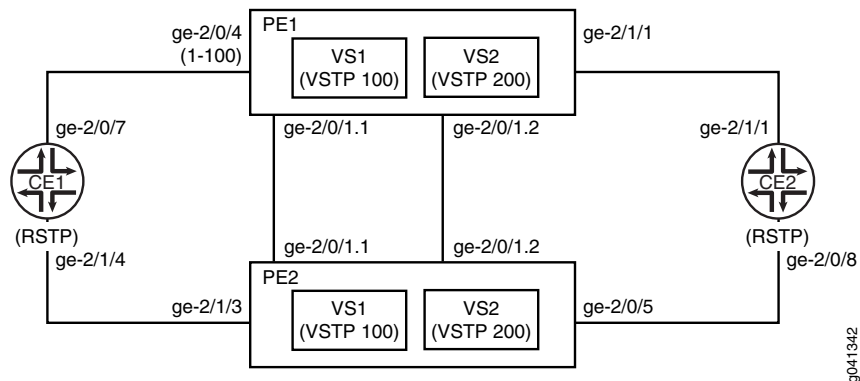 PE1
ge-2/0/4
(1-100)
VS1
(VSTP 100)
VS2
(VSTP 200)
ge-2/1/1
ge-2/0/7
ge-2/0/1.1
ge-2/0/1.2
ge-2/1/1
CE1
CE2
(RSTP)
(RSTP)
ge-2/1/4
ge-2/0/1.1
ge-2/0/1.2
ge-2/0/8
PE2
ge-2/1/3
VS1
(VSTP 100)
VS2
(VSTP 200)
ge-2/0/5
g041342